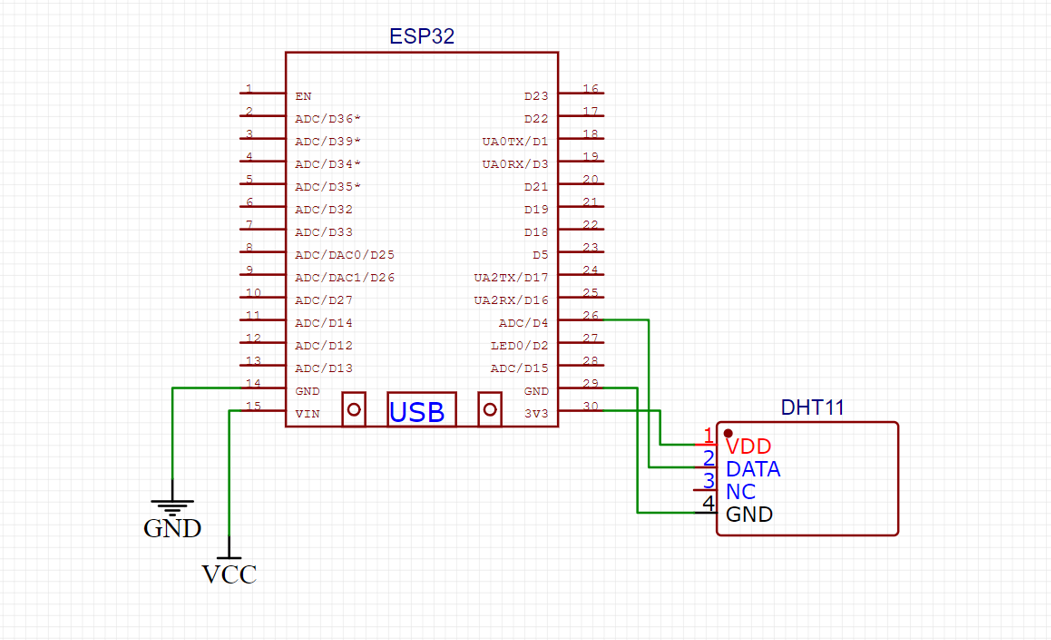 ESP32
1 EN
2 ADC/D36*
3 ADC/D39*
4 ADC/D34*
5 ADC/D35*
6 ADC/D32
7 ADC/D33
8 ADC/DAC0/D25
9 ADC/DAC1/D26
10 ADC/D27
11 ADC/D14
12 ADC/D12
13 ADC/D13
14 GND
15 VIN
USB
D23 16
D22 17
UA0TX/D1 18
UA0RX/D3 19
D21 20
D19 21
D18 22
D5 23
UA2TX/D17 24
UA2RX/D16 25
ADC/D4 26
LED0/D2 27
ADC/D15 28
GND 29
3V3 30
DHT11
1 VDD
2 DATA
3 NC
4 GND
GND
VCC